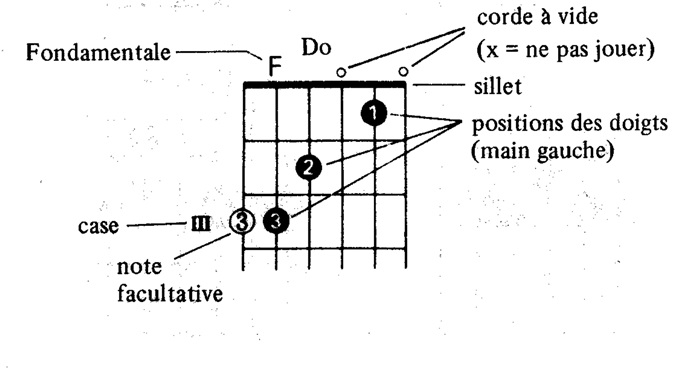 corde à vide
Fondamentale
F
Do
(x = ne pas jouer)
sillet
1
positions des doigts
(main gauche)
2
case
III
3
3
note
facultative